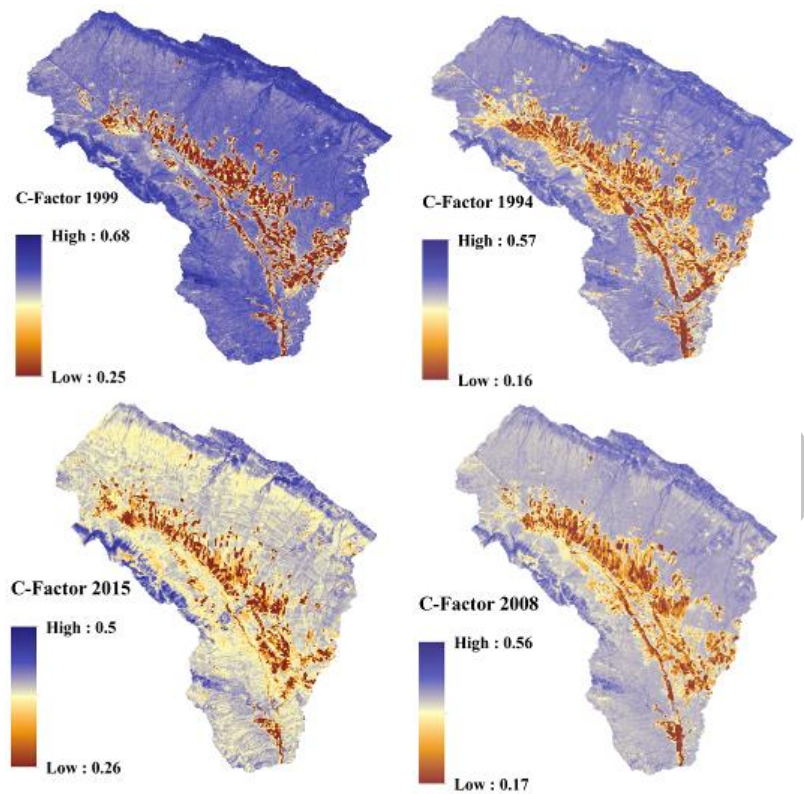 C-Factor 1999
High : 0.68
Low : 0.25
C-Factor 1994
High : 0.57
Low : 0.16
C-Factor 2015
High : 0.5
Low : 0.26
C-Factor 2008
High : 0.56
Low : 0.17